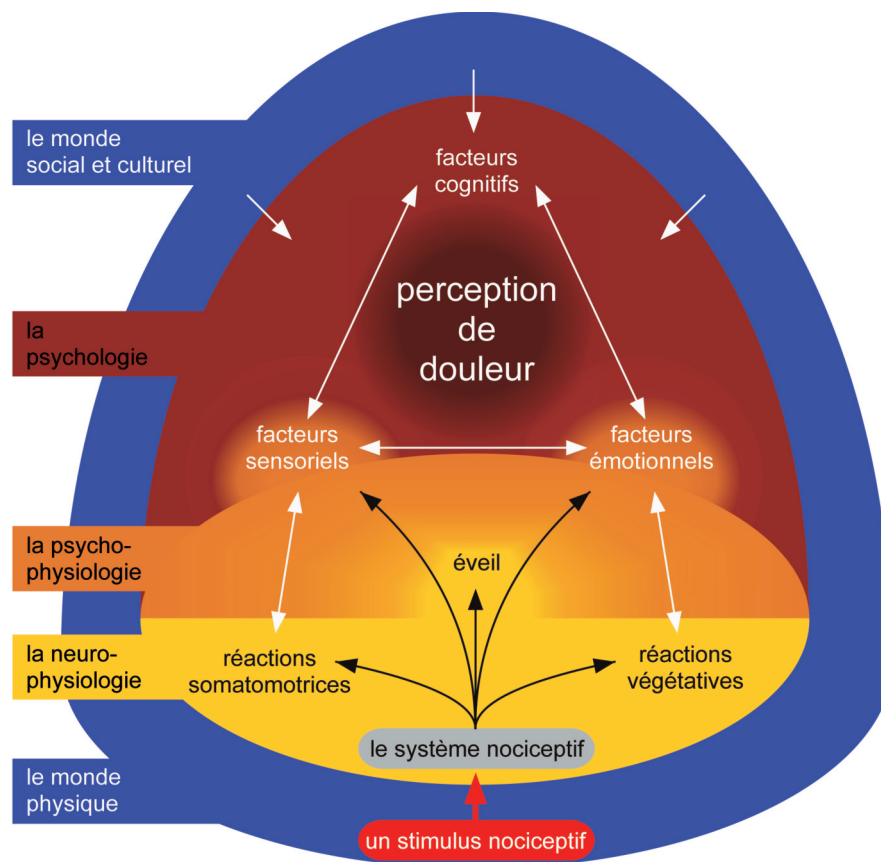 le monde
social et culturel
facteurs
cognitifs
perception
de
douleur
la
psychologie
facteurs
sensoriels
facteurs
émotionnels
la psycho-
physiologie
éveil
la neuro-
physiologie
réactions
somatomotrices
réactions
végétatives
le système nociceptif
le monde
physique
un stimulus nociceptif